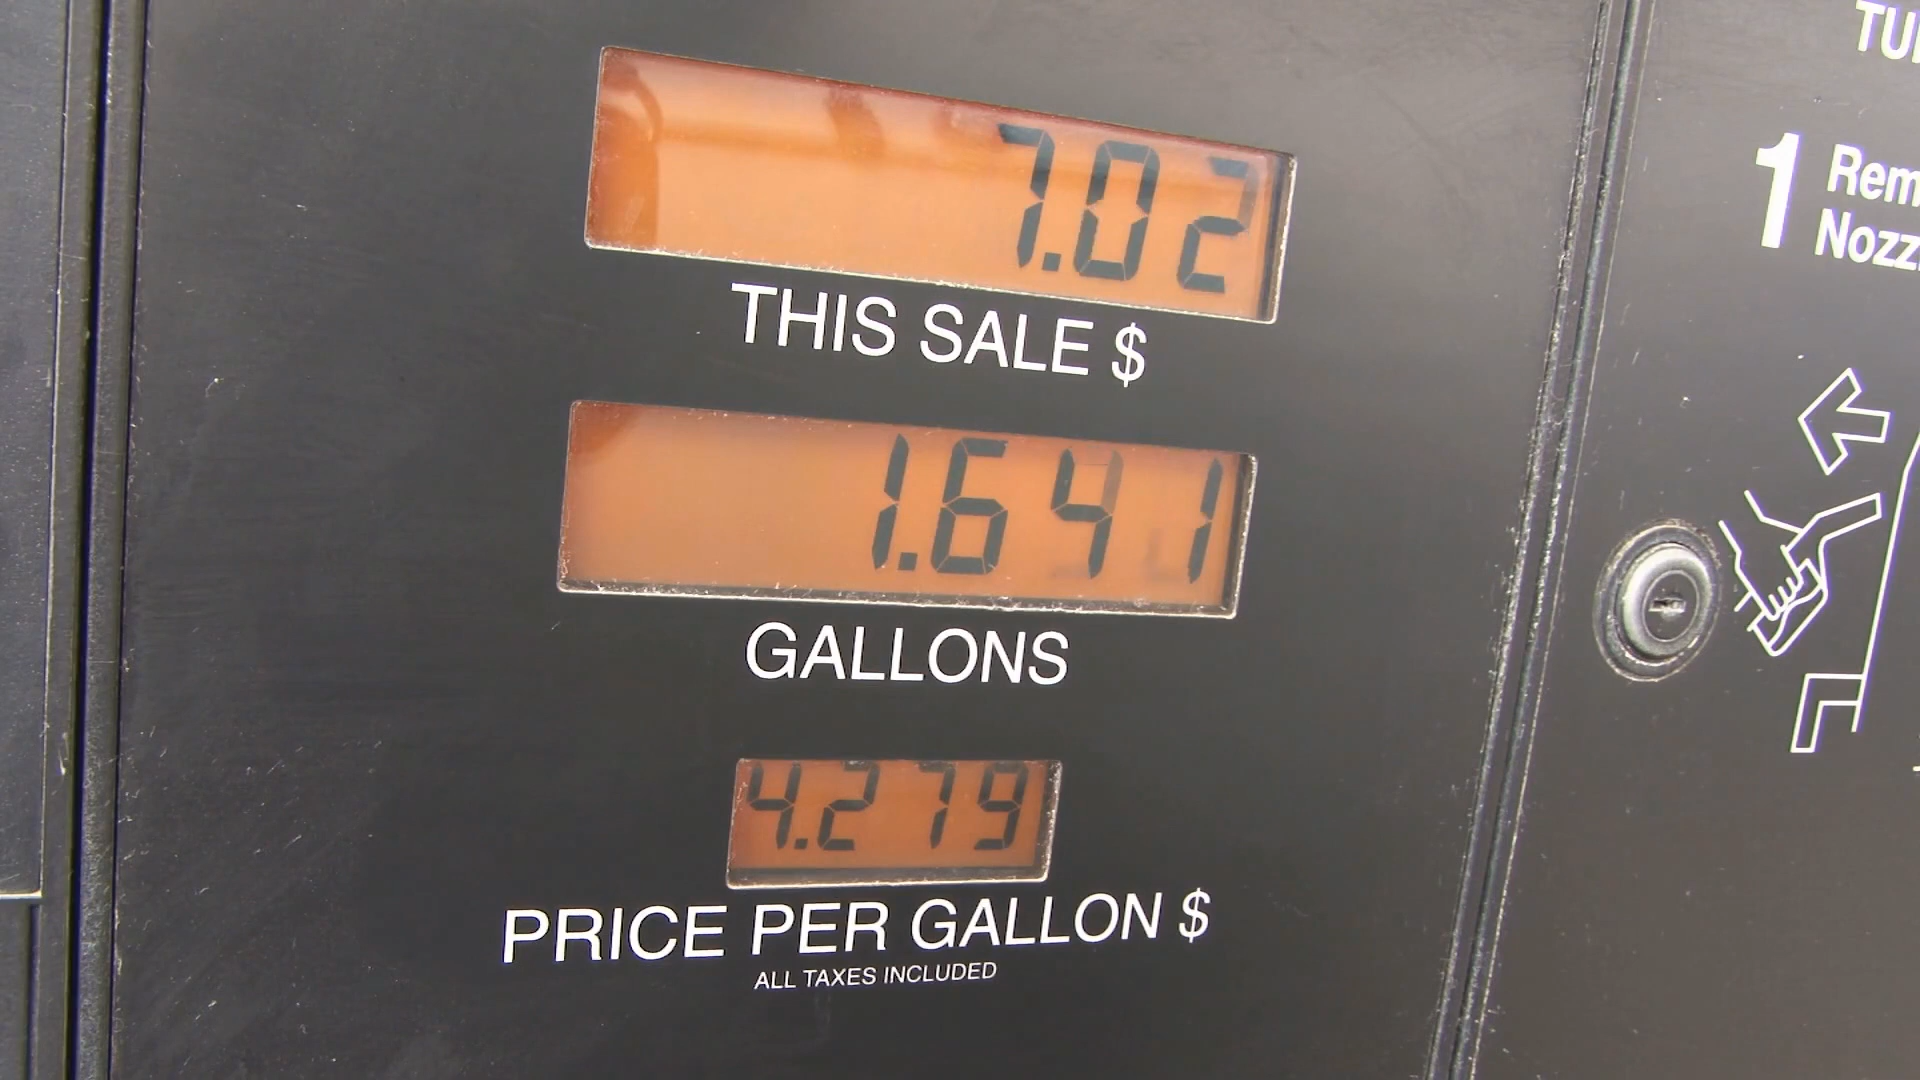 7.02
THIS SALE $
1.641
GALLONS
4.279
PRICE PER GALLON $
ALL TAXES INCLUDED
1